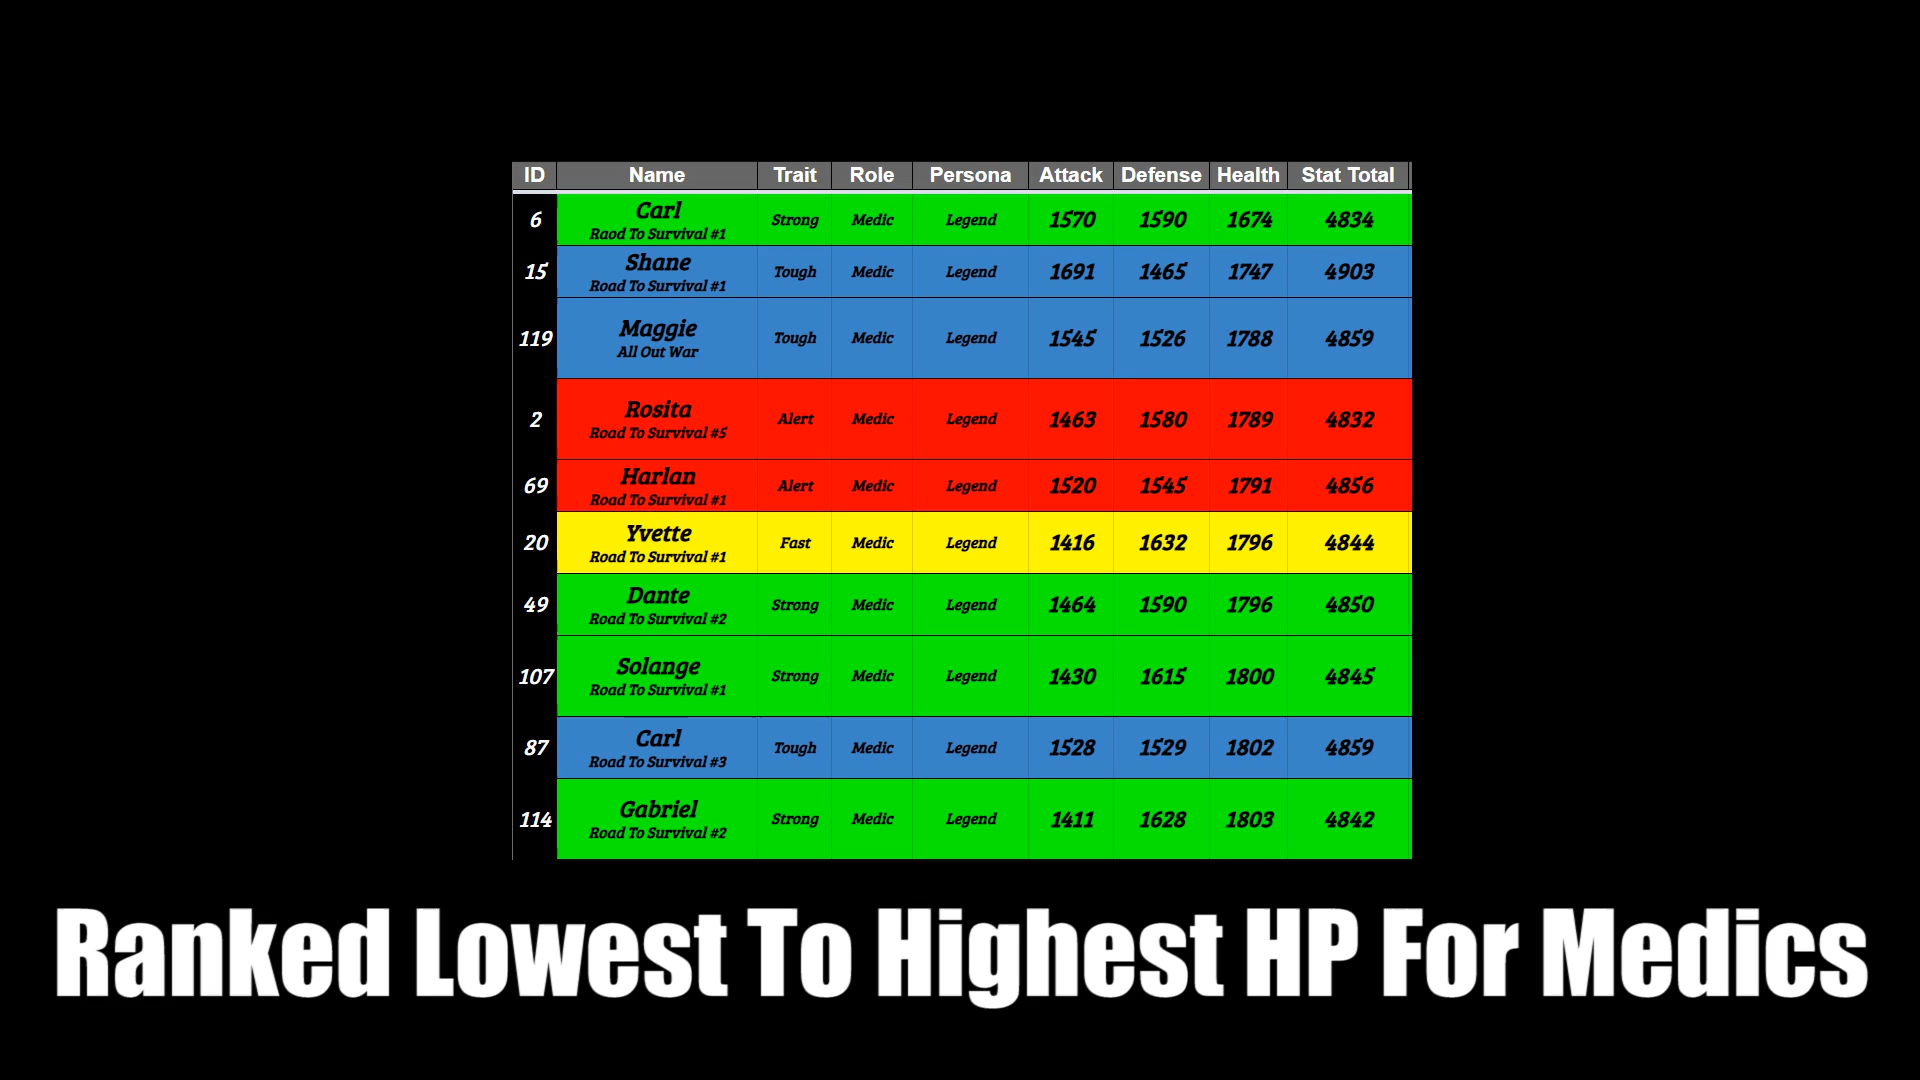 ID Name Trait Role Persona Attack Defense Health Stat Total
6 Carl Strong Medic Legend 1570 1590 1674 4834
Raod To Survival #1
15 Shane Tough Medic Legend 1691 1465 1747 4903
Road To Survival #1
119 Maggie Tough Medic Legend 1545 1526 1788 4859
All Out War
2 Rosita Alert Medic Legend 1463 1580 1789 4832
Road To Survival #5
69 Harlan Alert Medic Legend 1520 1545 1791 4856
Road To Survival #1
20 Yvette Fast Medic Legend 1416 1632 1796 4844
Road To Survival #1
49 Dante Strong Medic Legend 1464 1590 1796 4850
Road To Survival #2
107 Solange Strong Medic Legend 1430 1615 1800 4845
Road To Survival #1
87 Carl Tough Medic Legend 1528 1529 1802 4859
Road To Survival #3
114 Gabriel Strong Medic Legend 1411 1628 1803 4842
Road To Survival #2
Ranked Lowest To Highest HP For Medics